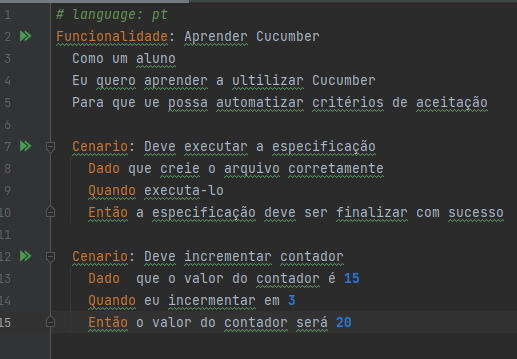 1 # language: pt
2 Funcionalidade: Aprender Cucumber
3 Como um aluno
4 Eu quero aprender a ultilizar Cucumber
5 Para que ue possa automatizar critérios de aceitação
6
7 Cenario: Deve executar a especificação
8 Dado que creie o arquivo corretamente
9 Quando executa-lo
10 Então a especificação deve ser finalizar com sucesso
11
12 Cenario: Deve incrementar contador
13 Dado  que o valor do contador é 15
14 Quando eu incermentar em 3
15 Então o valor do contador será 20